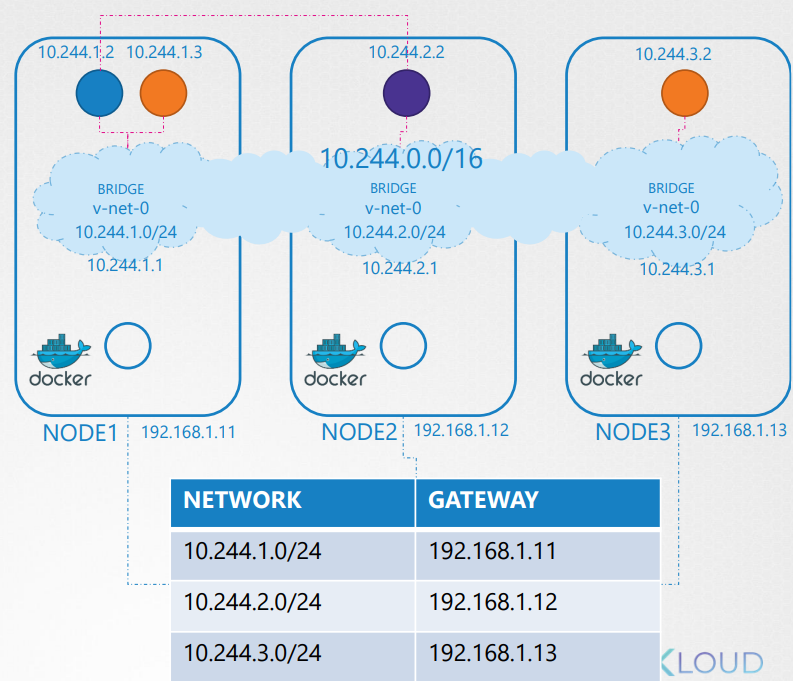 10.244.1.2 10.244.1.3
10.244.2.2
10.244.3.2
10.244.0.0/16
BRIDGE
v-net-0
10.244.1.0/24
10.244.1.1
BRIDGE
v-net-0
10.244.2.0/24
10.244.2.1
BRIDGE
v-net-0
10.244.3.0/24
10.244.3.1
docker
docker
docker
NODE1 192.168.1.11
NODE2 192.168.1.12
NODE3 192.168.1.13
NETWORK GATEWAY
10.244.1.0/24 192.168.1.11
10.244.2.0/24 192.168.1.12
10.244.3.0/24 192.168.1.13
KLOUD